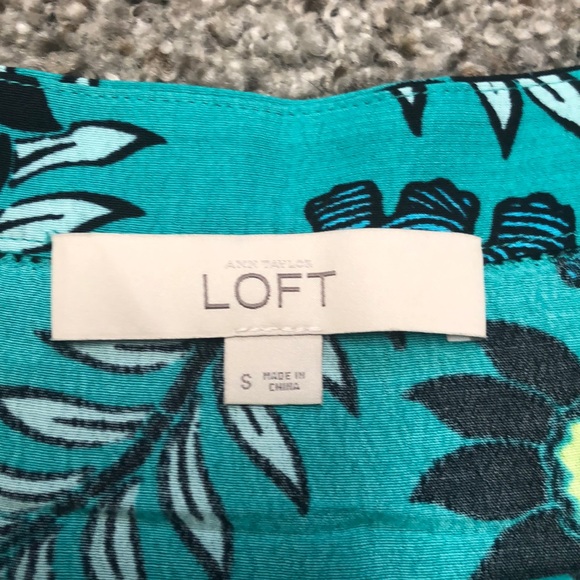 ANN TAYLOR
LOFT
S
MADE IN
CHINA